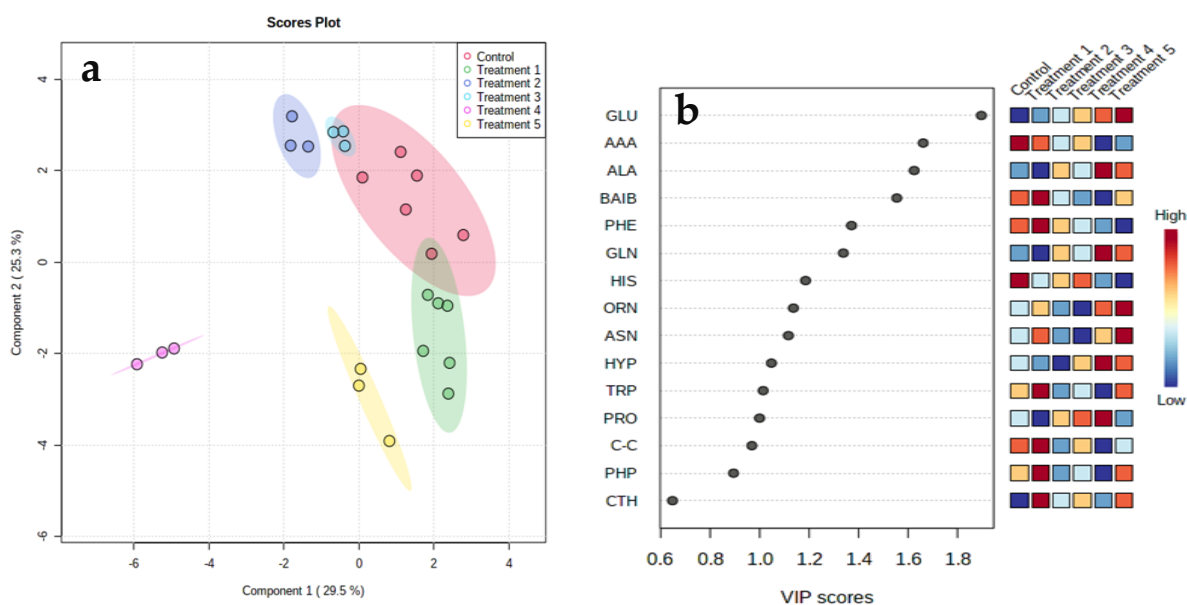 Scores Plot
a
Control
Treatment 1
Treatment 2
Treatment 3
Treatment 4
Treatment 5
4
2
0
-2
-4
-6
Component 2 ( 25.3 %)
-6 -4 -2 0 2 4
Component 1 ( 29.5 %)
b
Control
Treatment 1
Treatment 2
Treatment 3
Treatment 4
Treatment 5
GLU
AAA
ALA
BAIB
PHE
GLN
HIS
ORN
ASN
HYP
TRP
PRO
C-C
PHP
CTH
0.6 0.8 1.0 1.2 1.4 1.6 1.8
VIP scores
High
Low